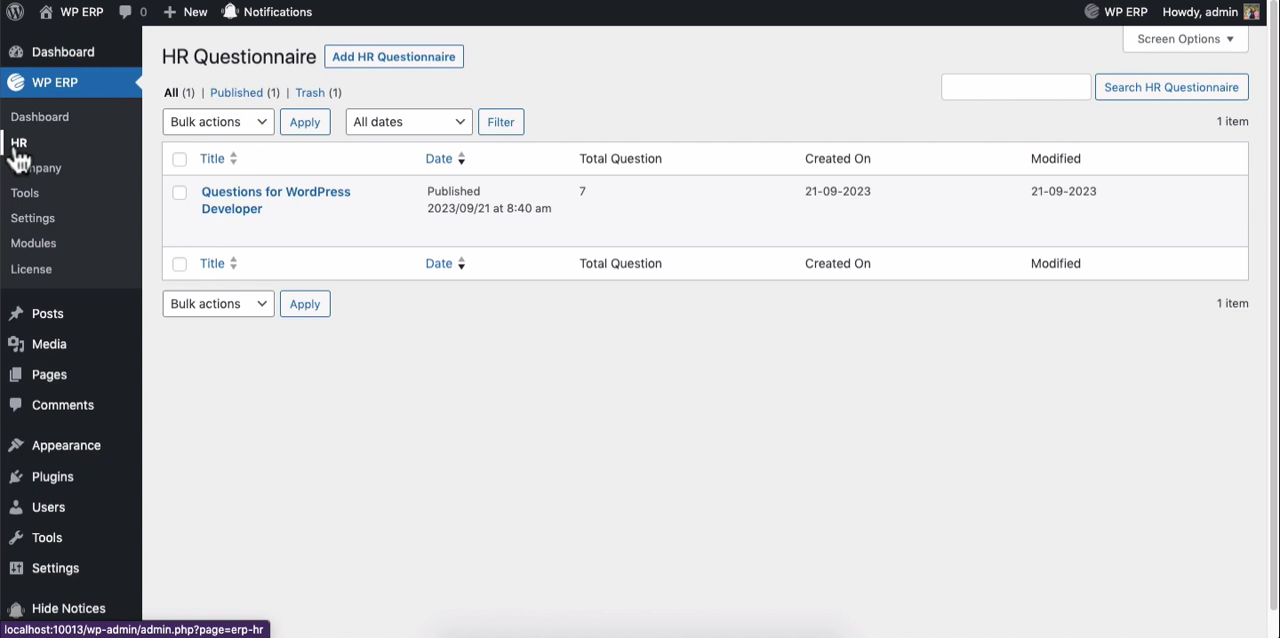 WP ERP 0 New Notifications WP ERP Howdy, admin
Screen Options
Dashboard
WP ERP
Dashboard
HR
mpany
Tools
Settings
Modules
License
Posts
Media
Pages
Comments
Appearance
Plugins
Users
Tools
Settings
Hide Notices
HR Questionnaire Add HR Questionnaire
All (1) | Published (1) | Trash (1)
Search HR Questionnaire
Bulk actions Apply All dates Filter 1 item
Title Date Total Question Created On Modified
Questions for WordPress Published 7 21-09-2023 21-09-2023
Developer 2023/09/21 at 8:40 am
Title Date Total Question Created On Modified
Bulk actions Apply 1 item
localhost:10013/wp-admin/admin.php?page=erp-hr